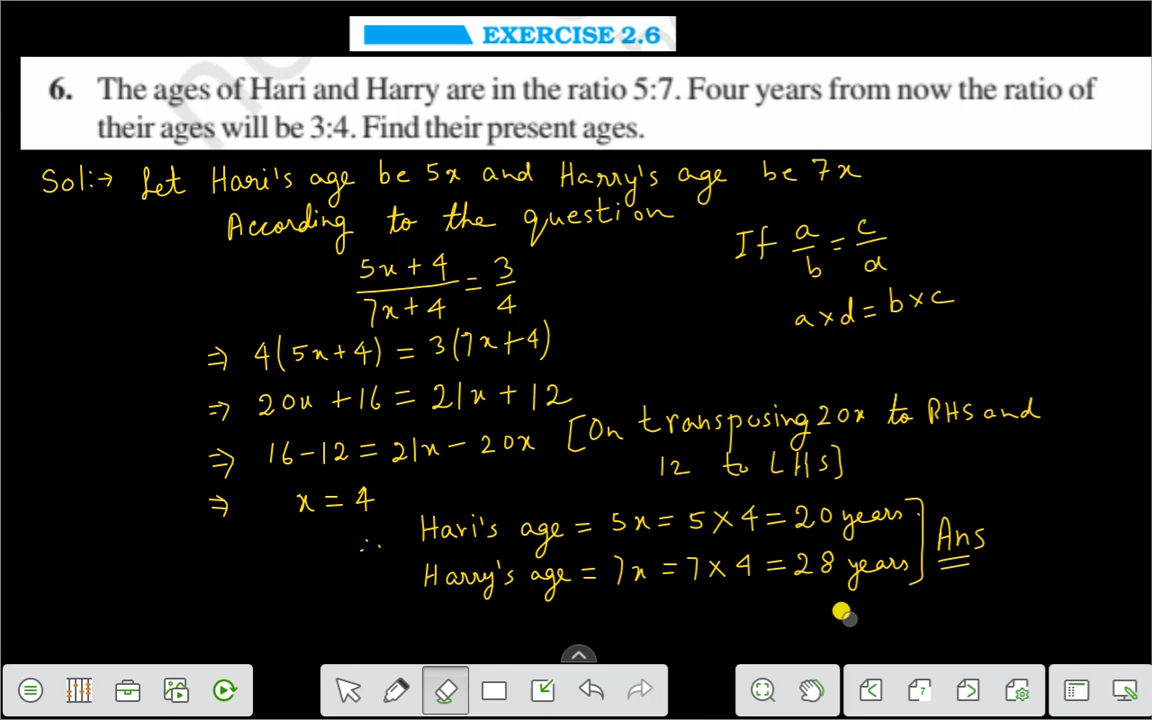 EXERCISE 2.6
6. The ages of Hari and Harry are in the ratio 5:7. Four years from now the ratio of
their ages will be 3:4. Find their present ages.
Sol:→ Let Hari's age be 5x and Harry's age be 7x
According to the question
(5x + 4)/(7x + 4) = 3/4
If a/b = c/d
a × d = b × c
⇒ 4(5x + 4) = 3(7x + 4)
⇒ 20x + 16 = 21x + 12
⇒ 16 - 12 = 21x - 20x [On transposing 20x to RHS and
12 to LHS]
⇒ x = 4
∴ Hari's age = 5x = 5 × 4 = 20 years
Harry's age = 7x = 7 × 4 = 28 years
Ans
7